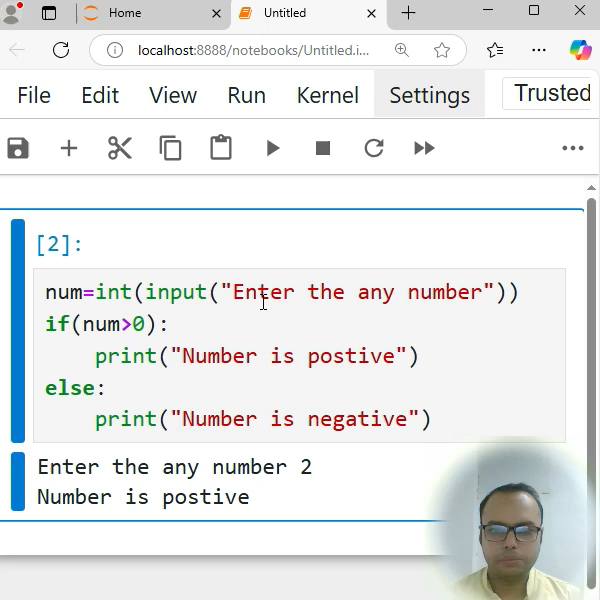 Home
Untitled
localhost:8888/notebooks/Untitled.i...
File Edit View Run Kernel Settings Trusted
[2]:
num=int(input("Enter the any number"))
if(num>0):
    print("Number is postive")
else:
    print("Number is negative")
Enter the any number 2
Number is postive